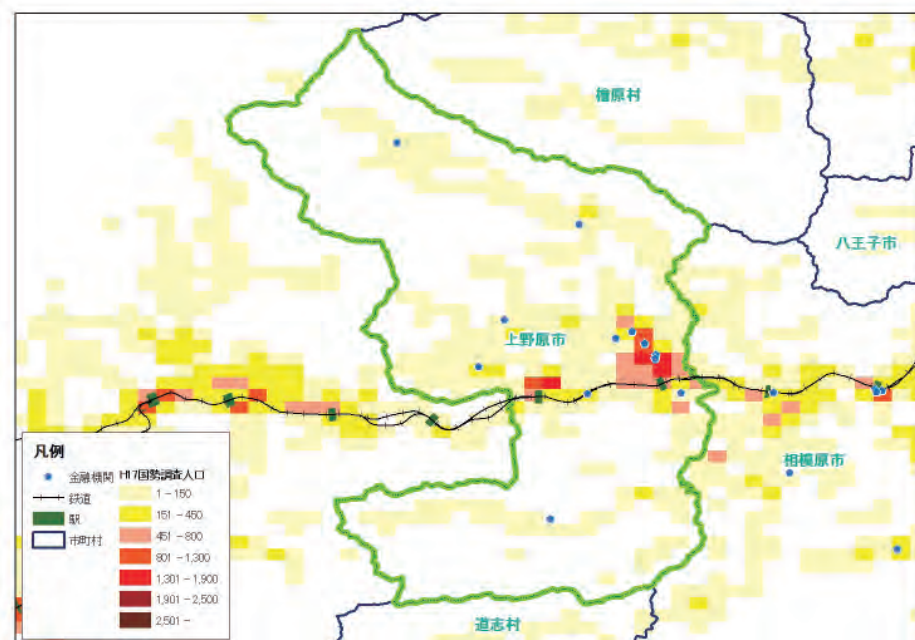 檜原村
八王子市
上野原市
相模原市
道志村
凡例
金融機関
鉄道
駅
市町村
H17国勢調査人口
1 - 150
151 - 450
451 - 800
801 - 1,300
1,301 - 1,900
1,901 - 2,500
2,501 -